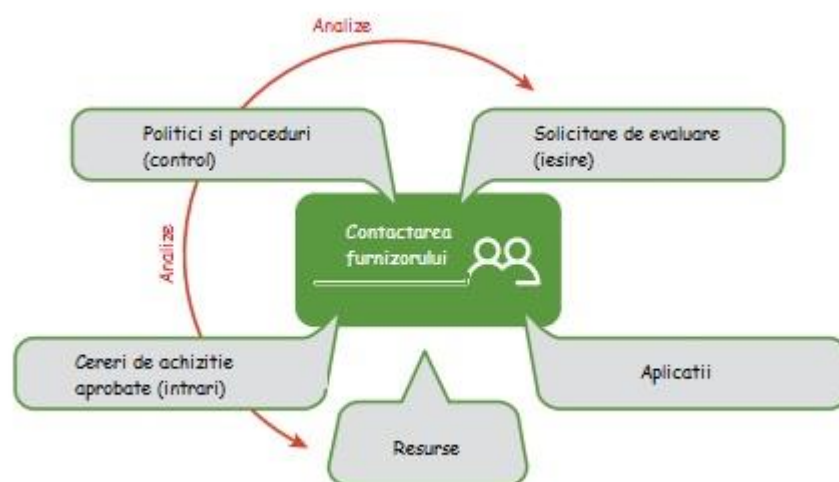 Analize
Politici si proceduri
(control)
Solicitare de evaluare
(iesire)
Contactarea
furnizorului
Analize
Cereri de achizitie
aprobate (intrari)
Aplicatii
Resurse